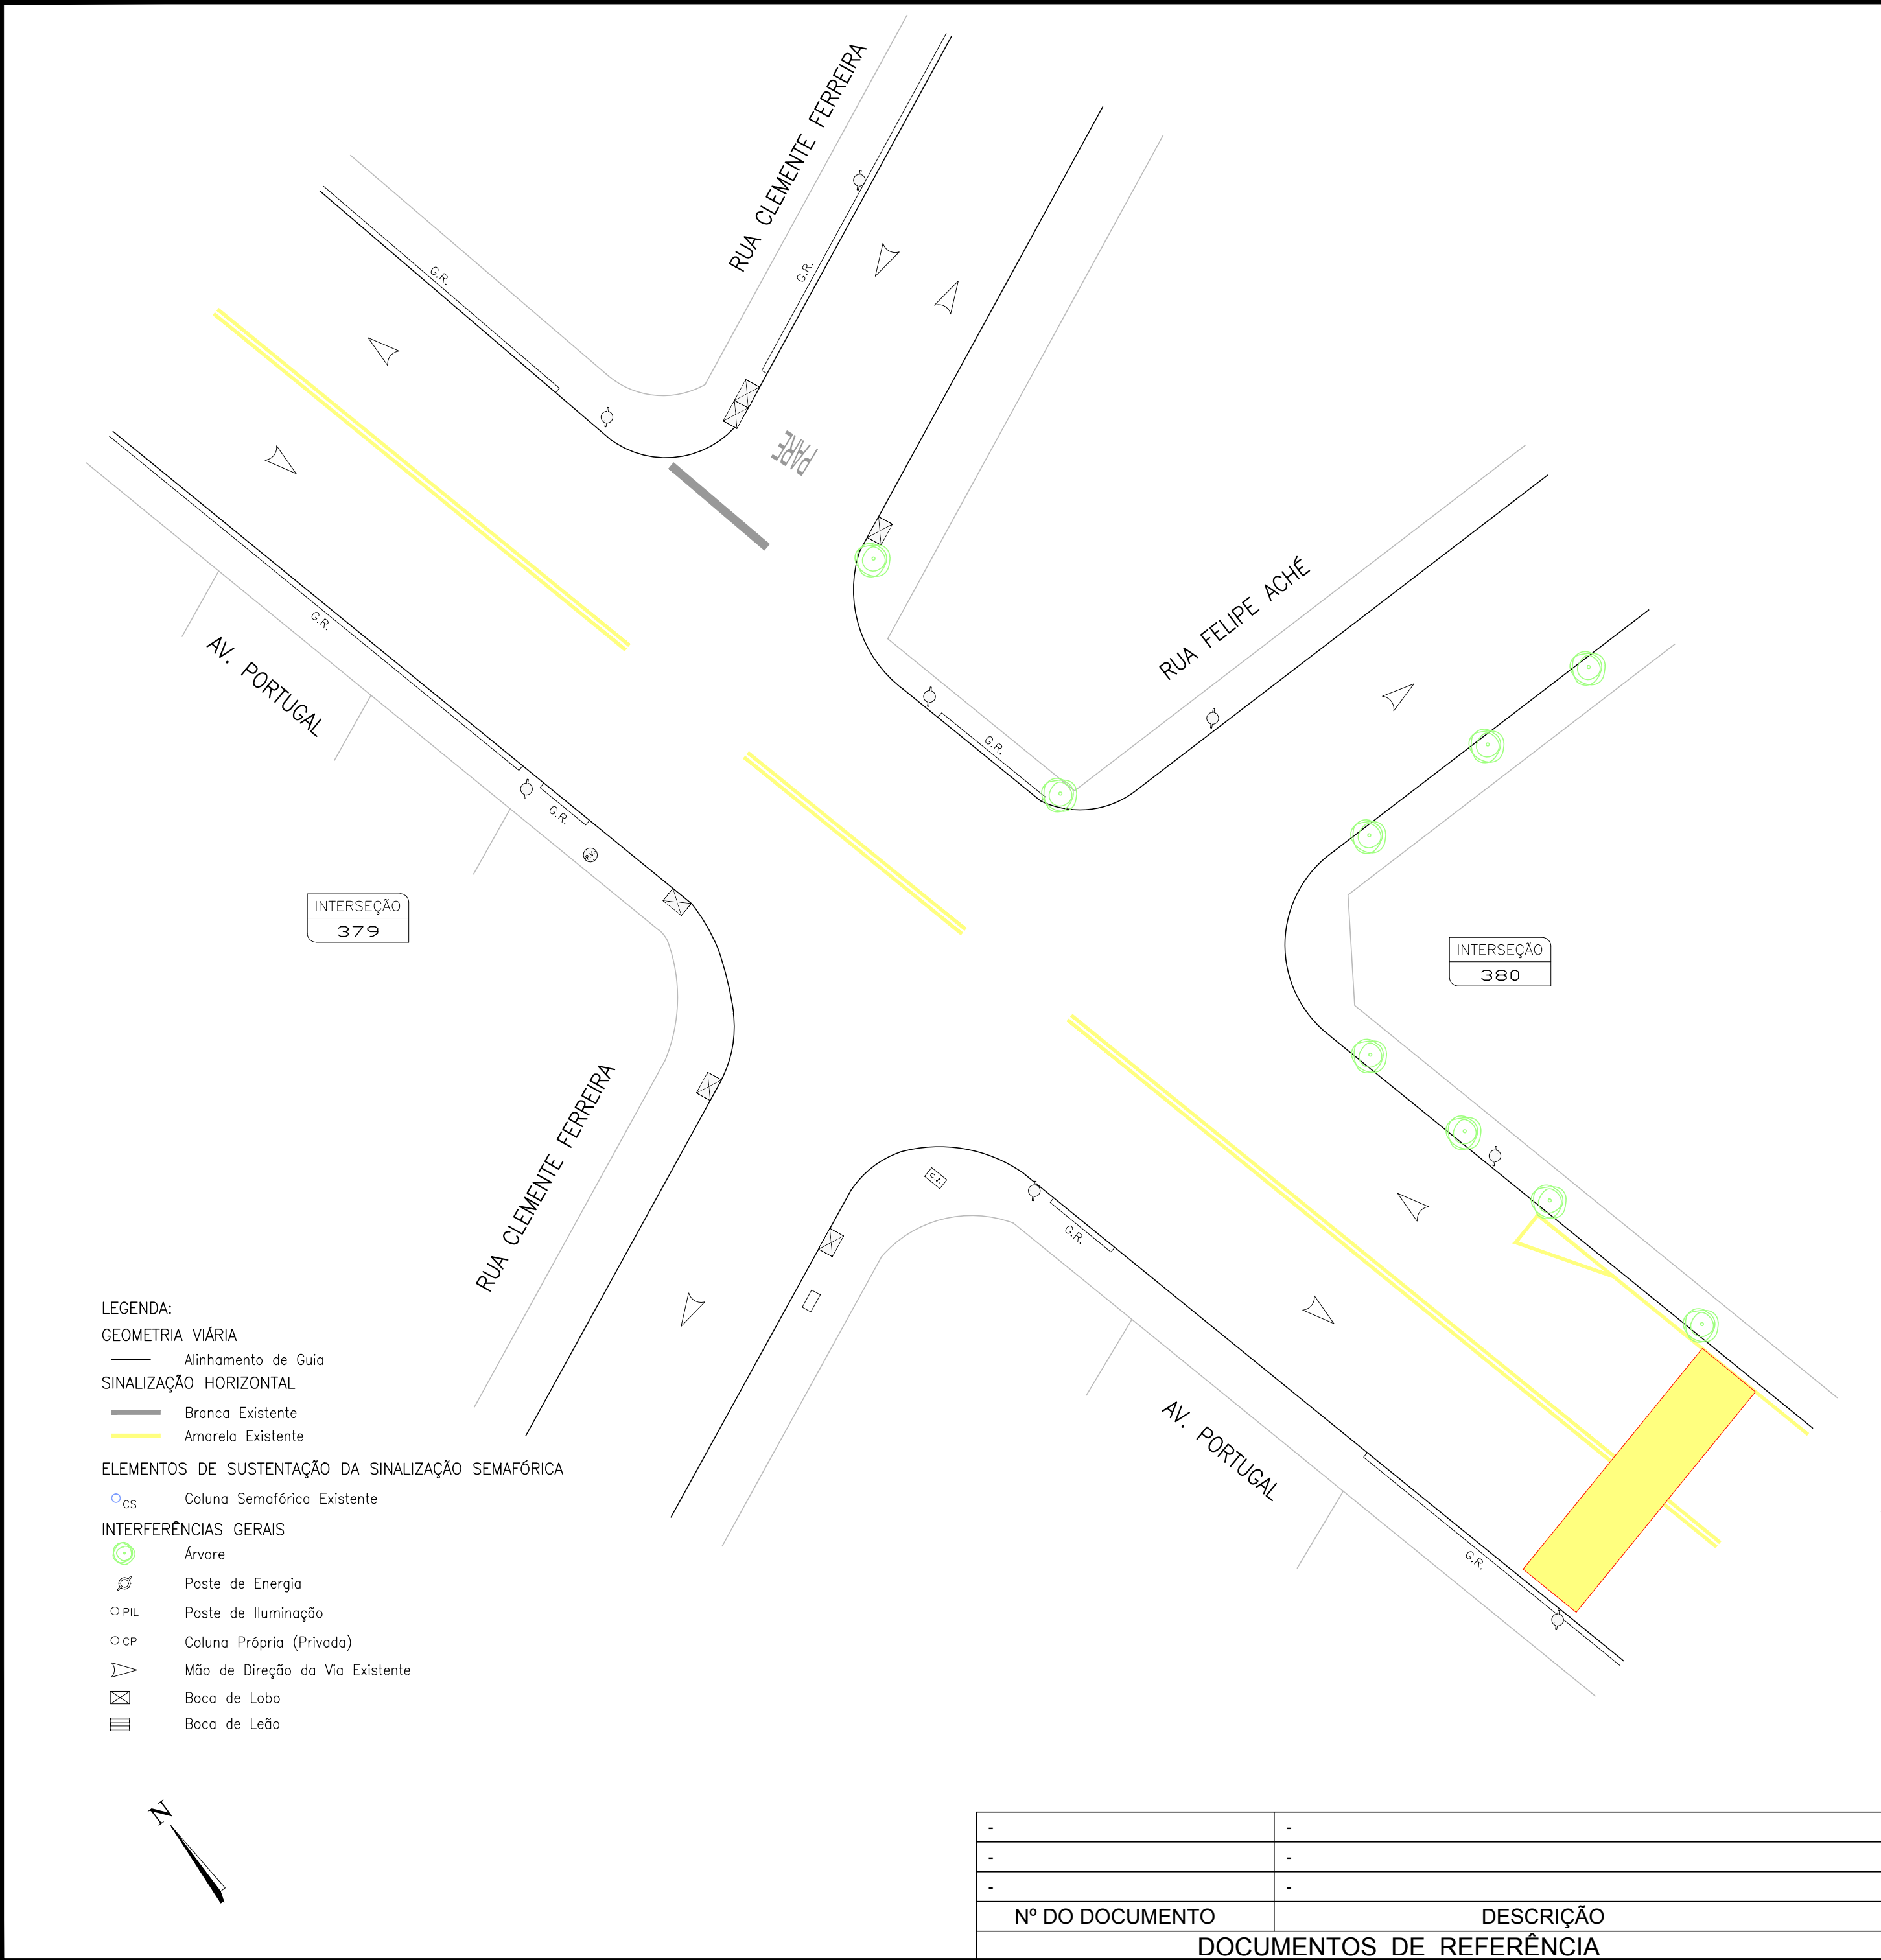 RUA CLEMENTE FERREIRA
G.R.
G.R.
PARE
G.R.
AV. PORTUGAL
RUA FELIPE ACHÉ
G.R.
G.R.
P.V.
INTERSEÇÃO
379
INTERSEÇÃO
380
RUA CLEMENTE FERREIRA
C.I.
G.R.
AV. PORTUGAL
G.R.
LEGENDA:
GEOMETRIA VIÁRIA
Alinhamento de Guia
SINALIZAÇÃO HORIZONTAL
Branca Existente
Amarela Existente
ELEMENTOS DE SUSTENTAÇÃO DA SINALIZAÇÃO SEMAFÓRICA
CS Coluna Semafórica Existente
INTERFERÊNCIAS GERAIS
Árvore
Poste de Energia
PIL Poste de Iluminação
CP Coluna Própria (Privada)
Mão de Direção da Via Existente
Boca de Lobo
Boca de Leão
N
- -
- -
- -
Nº DO DOCUMENTO DESCRIÇÃO
DOCUMENTOS DE REFERÊNCIA